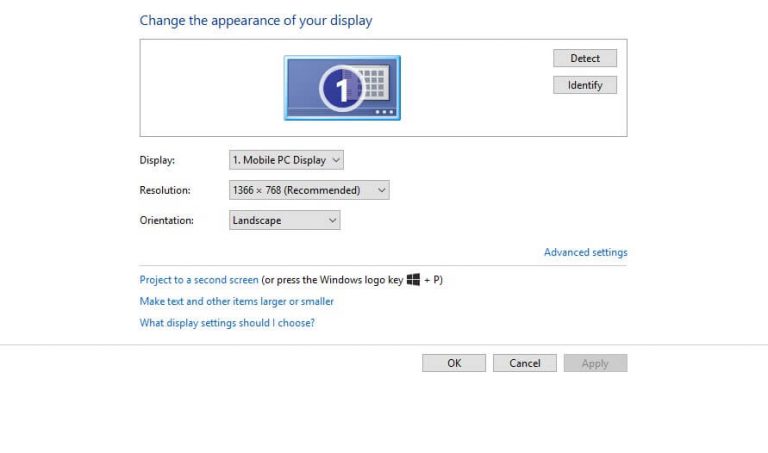 Change the appearance of your display
1
Detect
Identify
Display: 1. Mobile PC Display
Resolution: 1366 × 768 (Recommended)
Orientation: Landscape
Advanced settings
Project to a second screen (or press the Windows logo key + P)
Make text and other items larger or smaller
What display settings should I choose?
OK Cancel Apply